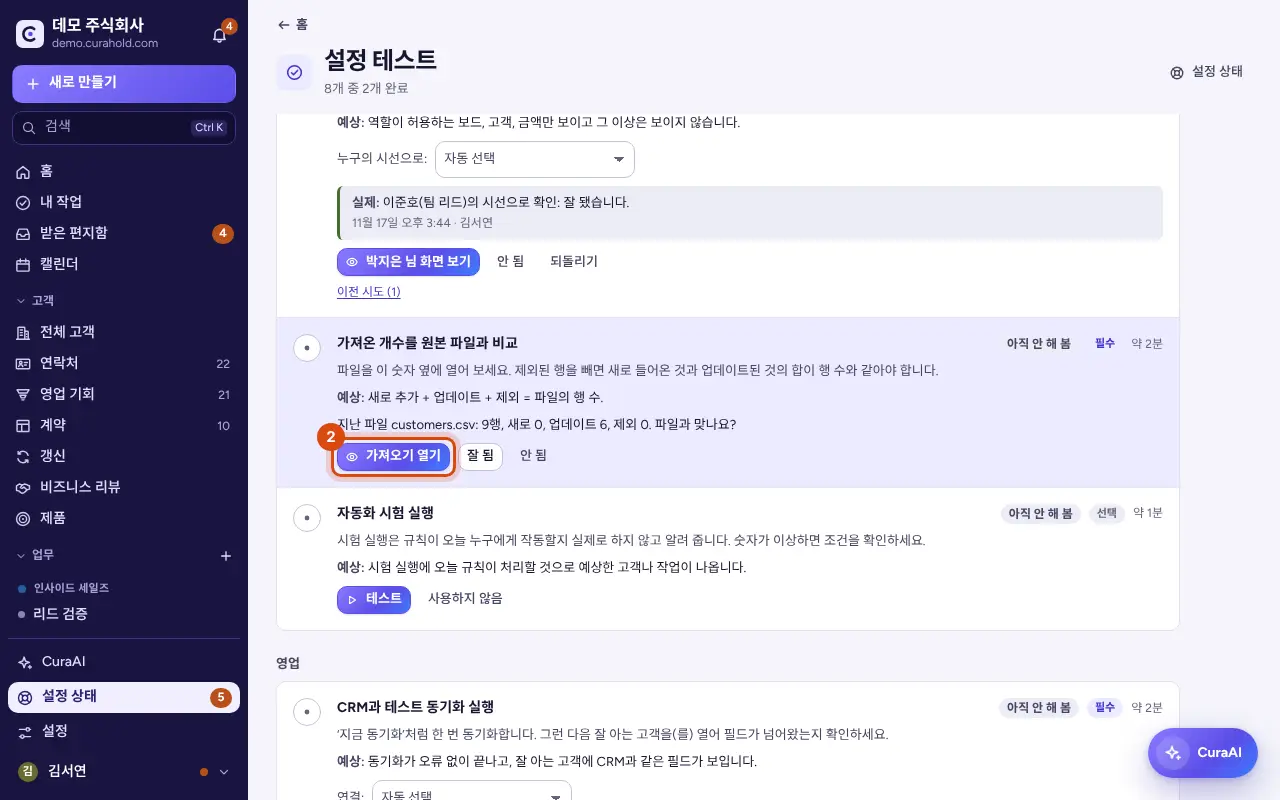 데모 주식회사
demo.curahold.com
4
새로 만들기
검색
Ctrl K
홈
내 작업
받은 편지함
4
캘린더
고객
전체 고객
연락처
22
영업 기회
21
계약
10
갱신
비즈니스 리뷰
제품
업무
인사이드 세일즈
리드 검증
CuraAI
설정 상태
5
설정
김
김서연
홈
설정 테스트
8개 중 2개 완료
설정 상태
예상: 역할이 허용하는 보드, 고객, 금액만 보이고 그 이상은 보이지 않습니다.
누구의 시선으로:
자동 선택
실제: 이준호(팀 리드)의 시선으로 확인: 잘 됐습니다.
11월 17일 오후 3:44 · 김서연
박지은 님 화면 보기
안 됨
되돌리기
이전 시도 (1)
가져온 개수를 원본 파일과 비교
아직 안 해 봄
필수
약 2분
파일을 이 숫자 옆에 열어 보세요. 제외된 행을 빼면 새로 들어온 것과 업데이트된 것의 합이 행 수와 같아야 합니다.
예상: 새로 추가 + 업데이트 + 제외 = 파일의 행 수.
지난 파일 customers.csv: 9행, 새로 0, 업데이트 6, 제외 0. 파일과 맞나요?
2
가져오기 열기
잘 됨
안 됨
자동화 시험 실행
아직 안 해 봄
선택
약 1분
시험 실행은 규칙이 오늘 누구에게 작동할지 실제로 하지 않고 알려 줍니다. 숫자가 이상하면 조건을 확인하세요.
예상: 시험 실행에 오늘 규칙이 처리할 것으로 예상한 고객나 작업이 나옵니다.
테스트
사용하지 않음
영업
CRM과 테스트 동기화 실행
아직 안 해 봄
필수
약 2분
'지금 동기화'처럼 한 번 동기화합니다. 그런 다음 잘 아는 고객을(를) 열어 필드가 넘어왔는지 확인하세요.
예상: 동기화가 오류 없이 끝나고, 잘 아는 고객에 CRM과 같은 필드가 보입니다.
연결:
자동 선택
CuraAI